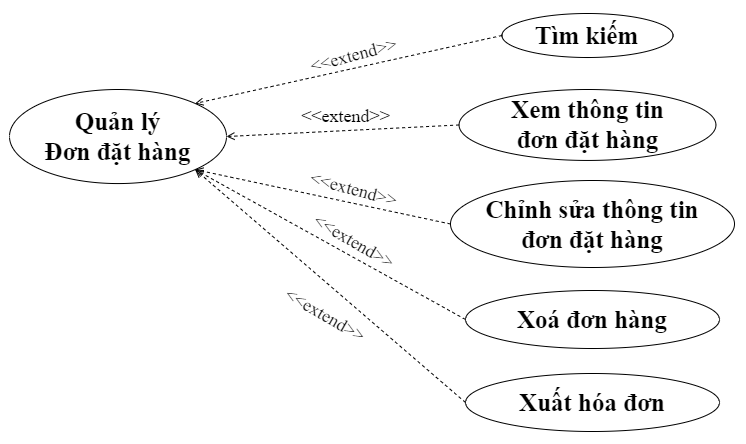 Quản lý
Đơn đặt hàng
<<extend>>
Tìm kiếm
<<extend>>
Xem thông tin
đơn đặt hàng
<<extend>>
Chỉnh sửa thông tin
đơn đặt hàng
<<extend>>
Xoá đơn hàng
<<extend>>
Xuất hóa đơn